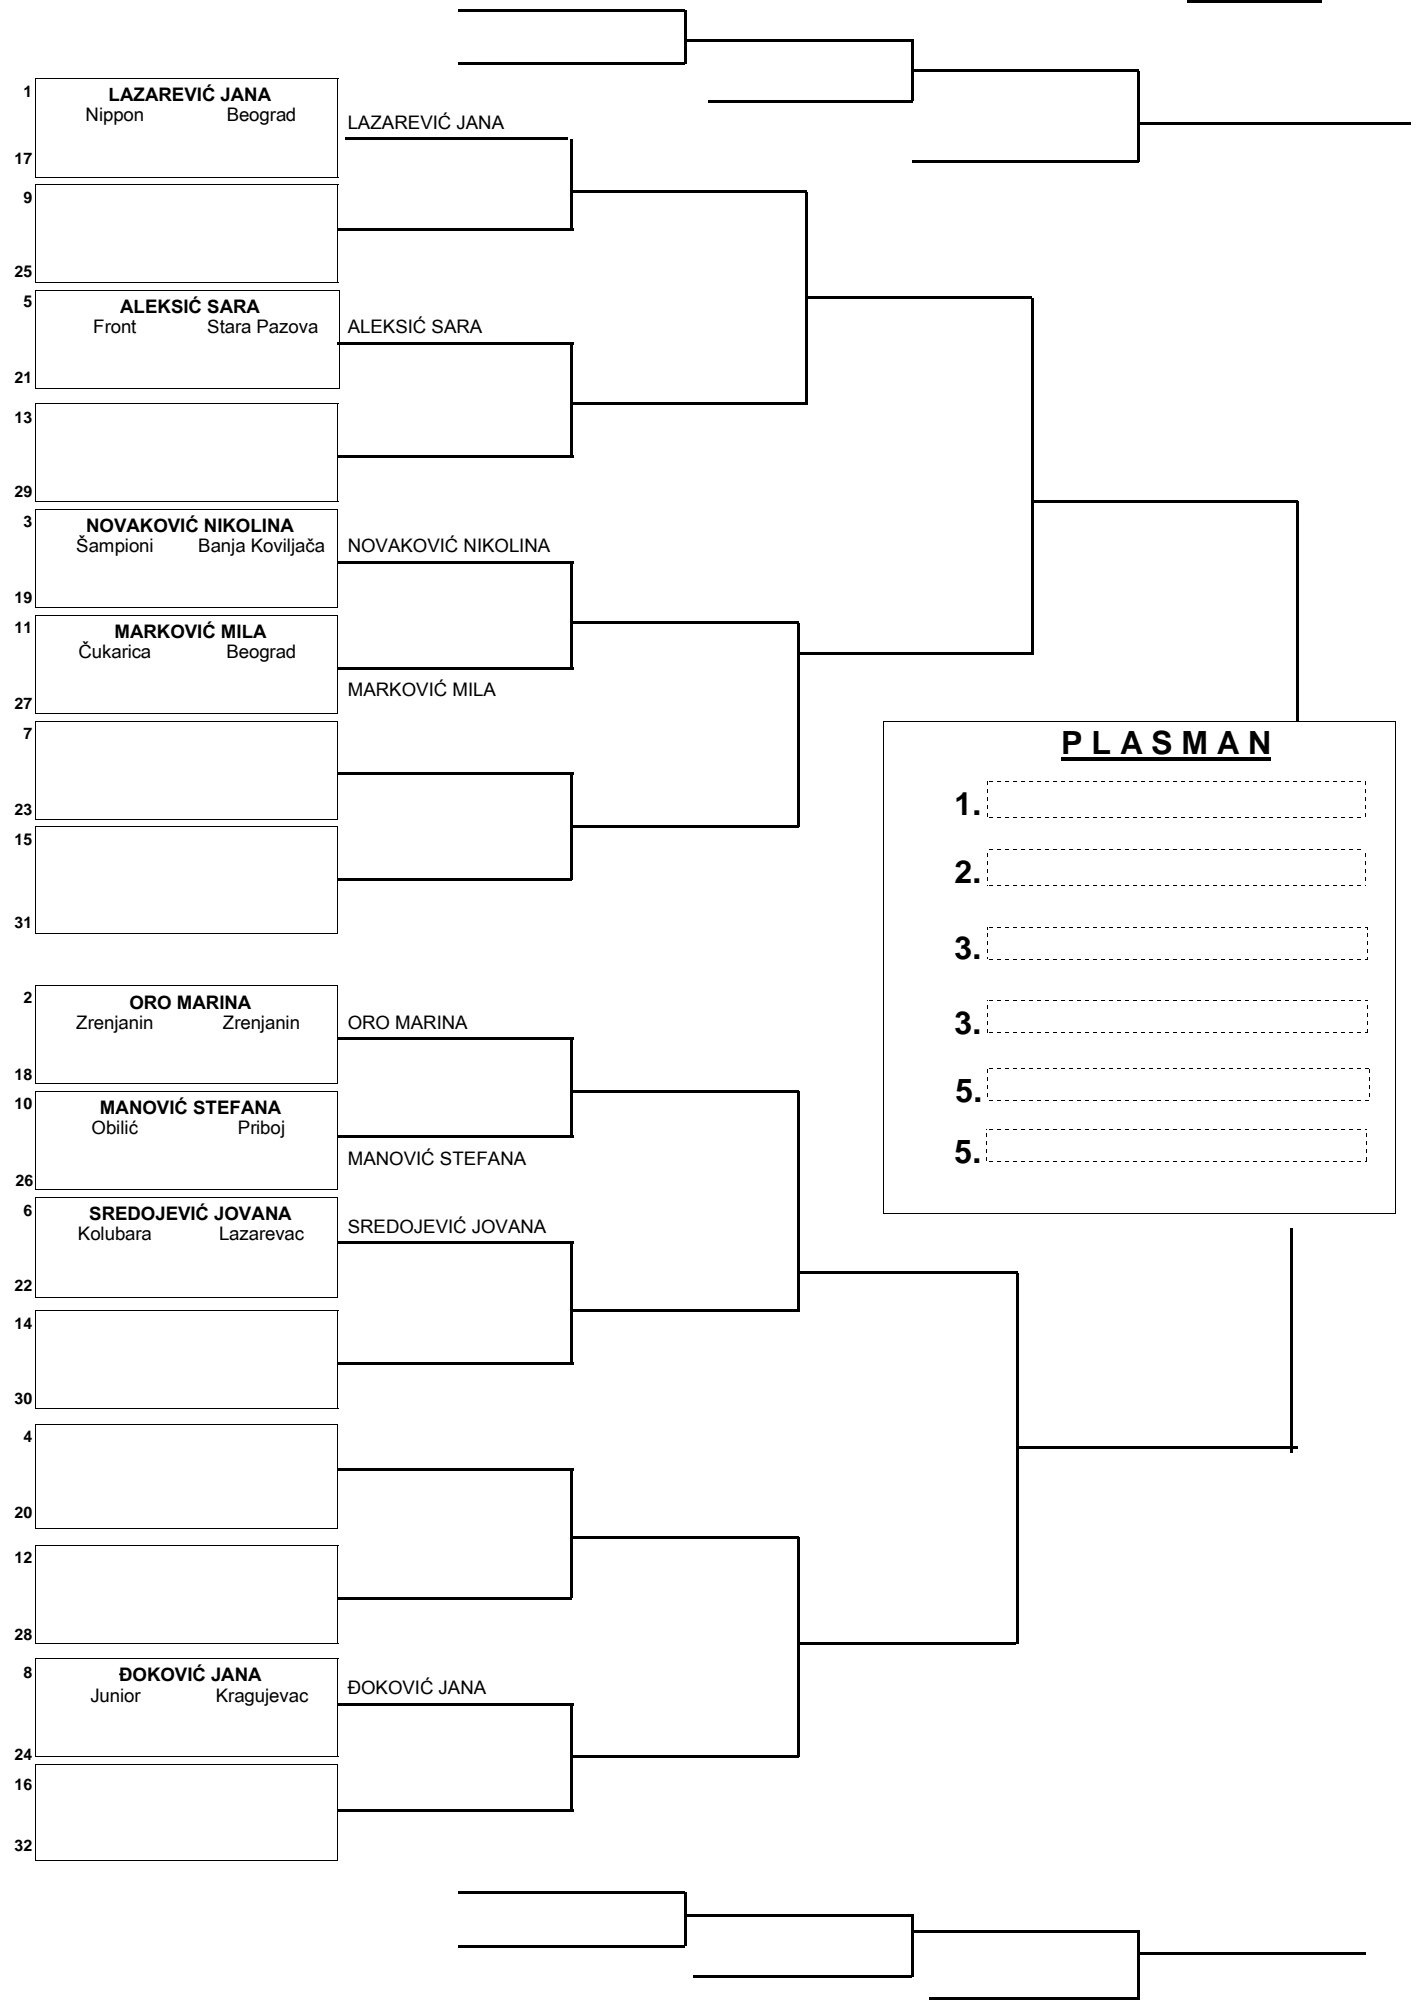 1
LAZAREVIĆ JANA
Nippon Beograd
LAZAREVIĆ JANA
17
9
25
5
ALEKSIĆ SARA
Front Stara Pazova
ALEKSIĆ SARA
21
13
29
3
NOVAKOVIĆ NIKOLINA
Šampioni Banja Koviljača
NOVAKOVIĆ NIKOLINA
19
11
MARKOVIĆ MILA
Čukarica Beograd
27
MARKOVIĆ MILA
7
23
15
31
PLASMAN
1.
2.
3.
3.
5.
5.
2
ORO MARINA
Zrenjanin Zrenjanin
ORO MARINA
18
10
MANOVIĆ STEFANA
Obilić Priboj
MANOVIĆ STEFANA
26
6
SREDOJEVIĆ JOVANA
Kolubara Lazarevac
SREDOJEVIĆ JOVANA
22
14
30
4
20
12
28
8
ĐOKOVIĆ JANA
Junior Kragujevac
ĐOKOVIĆ JANA
24
16
32